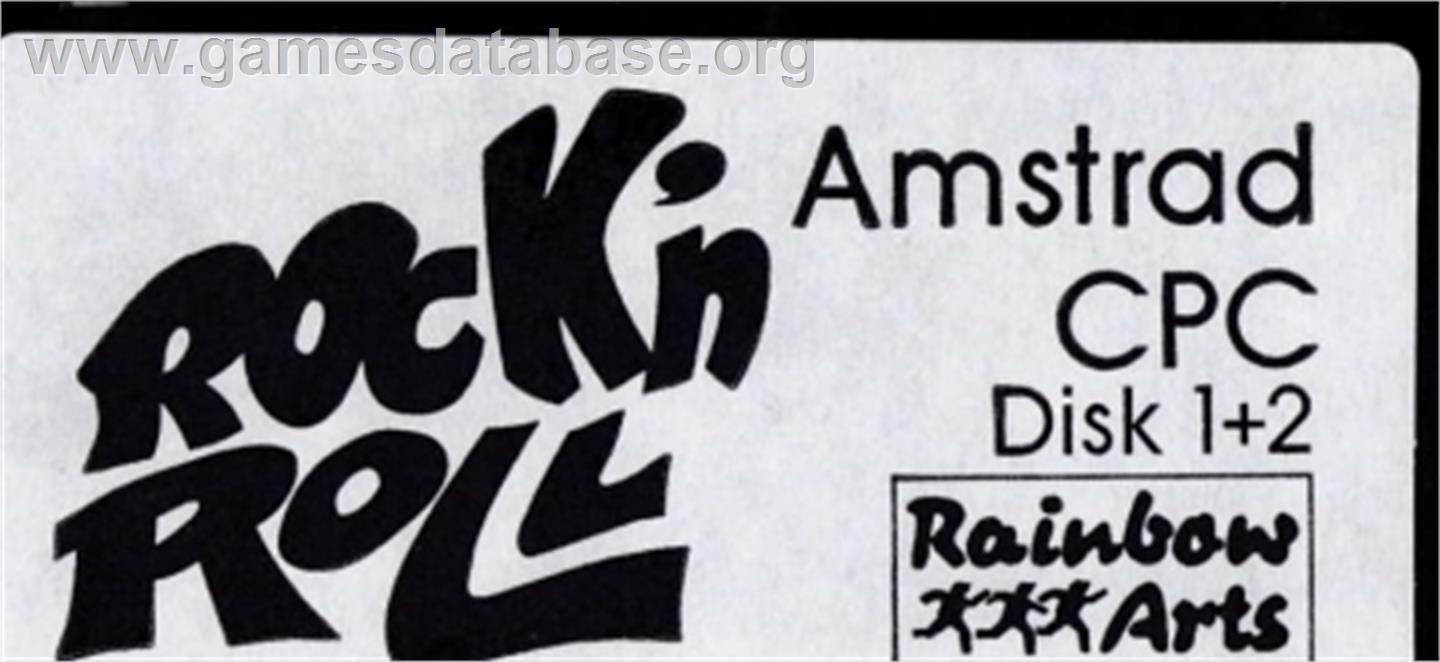 www.gamesdatabase.org
ROCK'n
ROLL
Amstrad
CPC
Disk 1+2
Rainbow
Arts